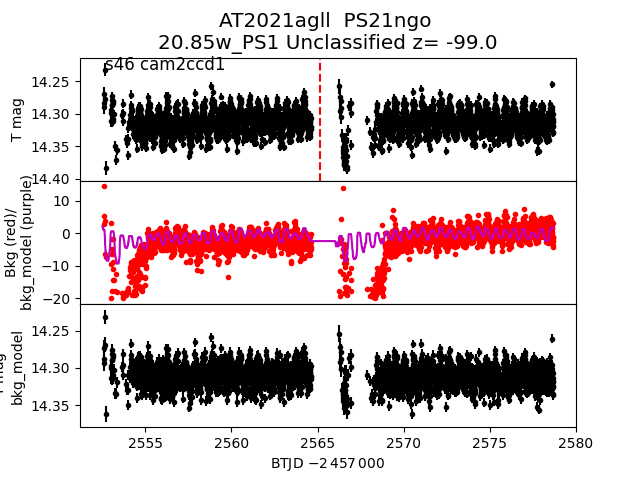 AT2021agll PS21ngo
20.85w_PS1 Unclassified z= -99.0
s46 cam2ccd1
14.25
14.30
14.35
14.40
T mag
10
0
−10
−20
Bkg (red)/
bkg_model (purple)
14.25
14.30
14.35
mag
bkg_model
2555 2560 2565 2570 2575 2580
BTJD −2 457 000